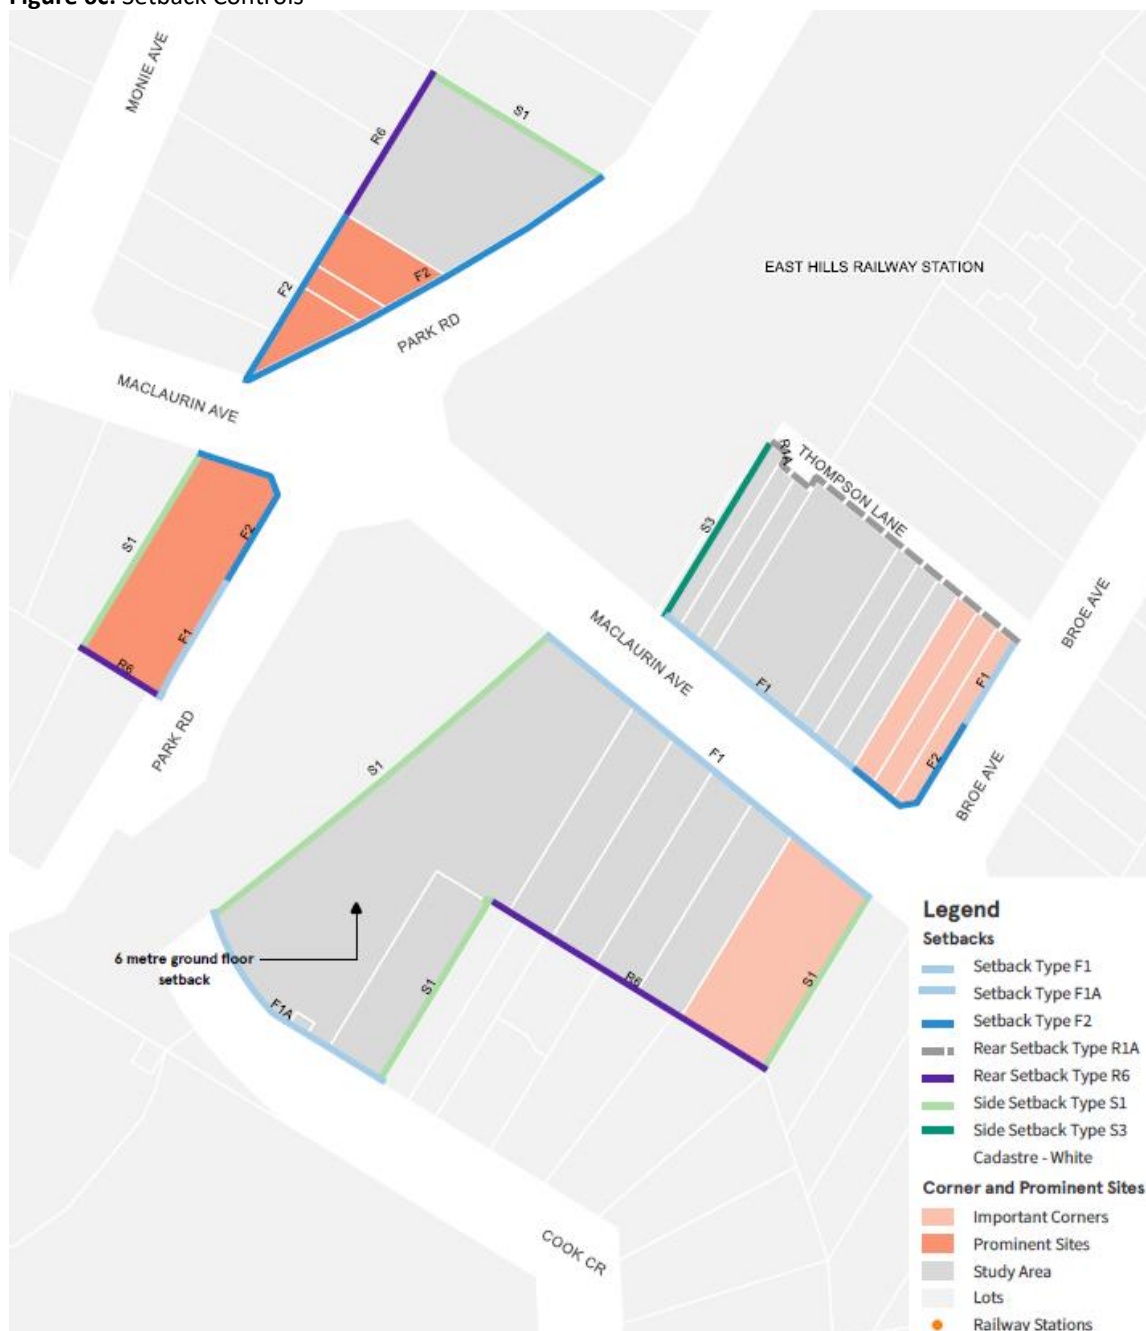 Figure 6c: Setback Controls
MONIE AVE
S1
R6
EAST HILLS RAILWAY STATION
F2
F2
PARK RD
MACLAURIN AVE
R1A
THOMPSON LANE
S3
S1
F2
BROE AVE
MACLAURIN AVE
F1
R6
F1
F1
PARK RD
F1
S1
F2
BROE AVE
6 metre ground floor
setback
R6
S1
S1
F1A
COOK CR
Legend
Setbacks
Setback Type F1
Setback Type F1A
Setback Type F2
Rear Setback Type R1A
Rear Setback Type R6
Side Setback Type S1
Side Setback Type S3
Cadastre - White
Corner and Prominent Sites
Important Corners
Prominent Sites
Study Area
Lots
Railway Stations